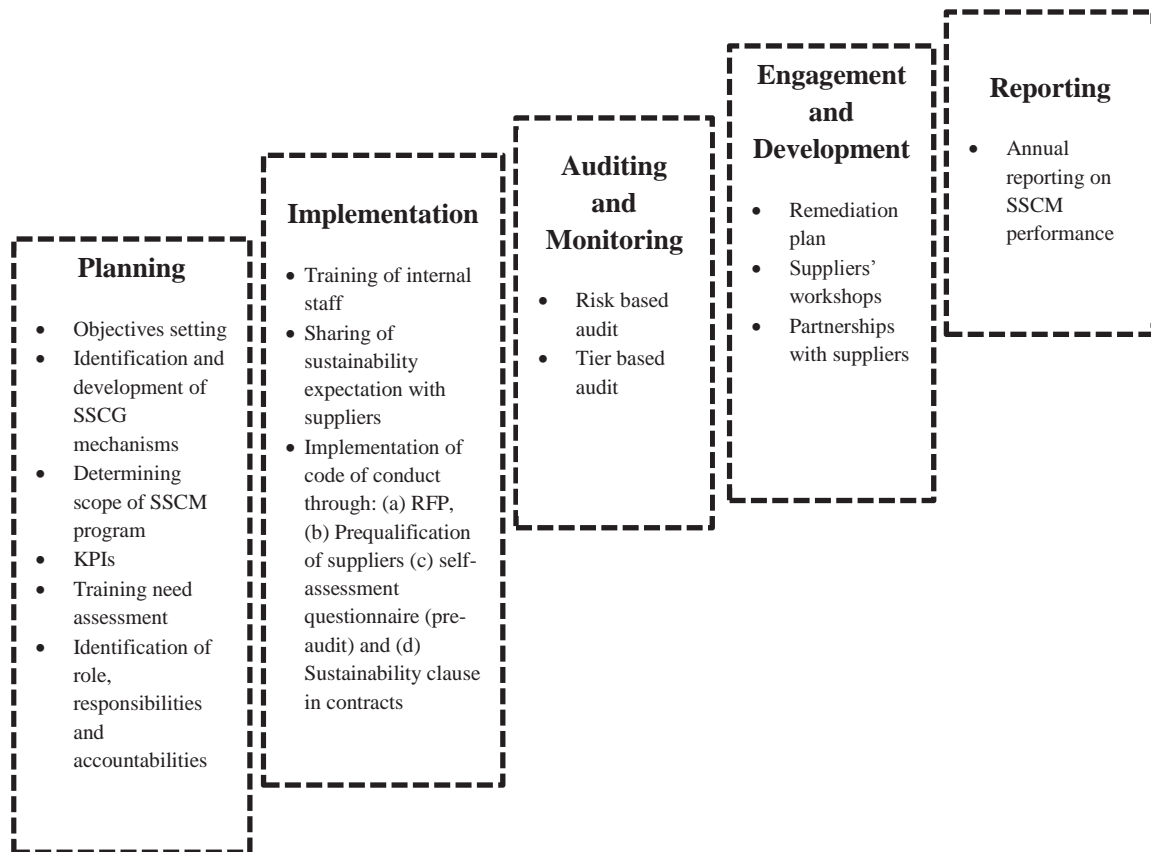 Planning
• Objectives setting
• Identification and
development of
SSCG
mechanisms
• Determining
scope of SSCM
program
• KPIs
• Training need
assessment
• Identification of
role,
responsibilities
and
accountabilities
Implementation
• Training of internal
staff
• Sharing of
sustainability
expectation with
suppliers
• Implementation of
code of conduct
through: (a) RFP,
(b) Prequalification
of suppliers (c) self-
assessment
questionnaire (pre-
audit) and (d)
Sustainability clause
in contracts
Auditing
and
Monitoring
• Risk based
audit
• Tier based
audit
Engagement
and
Development
• Remediation
plan
• Suppliers’
workshops
• Partnerships
with suppliers
Reporting
• Annual
reporting on
SSCM
performance